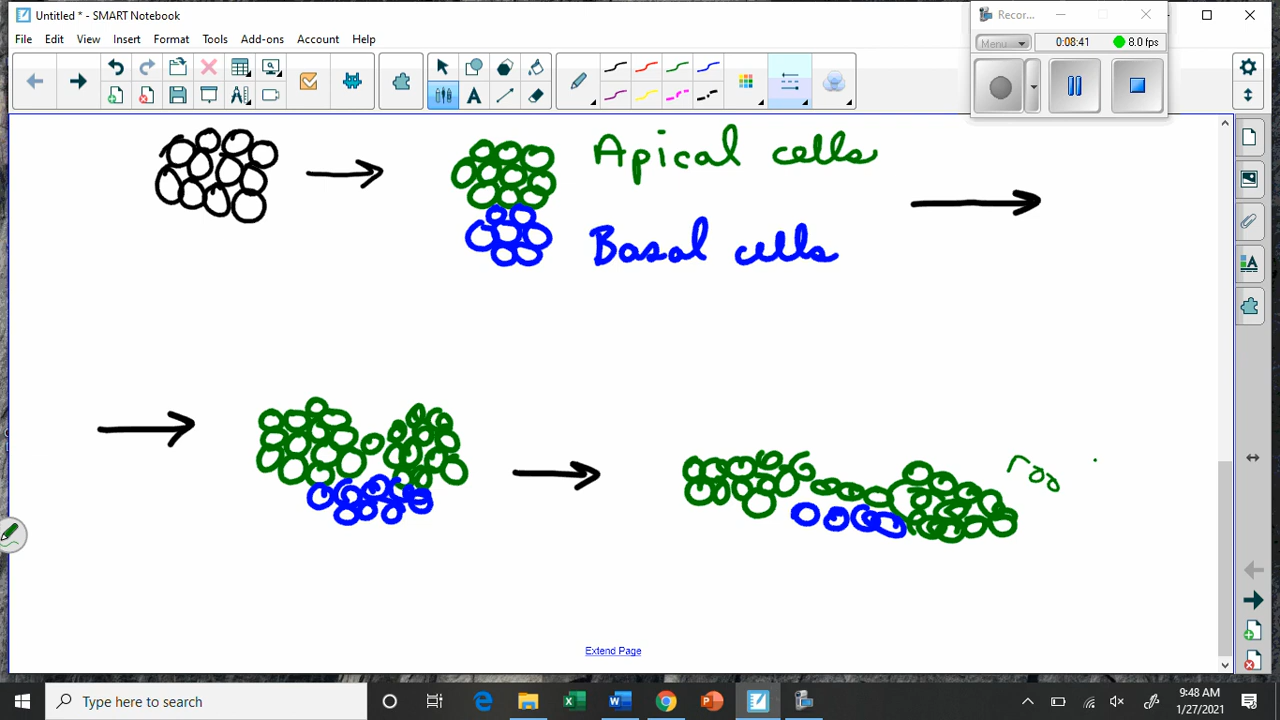 Untitled * - SMART Notebook
Recor...
File Edit View Insert Format Tools Add-ons Account Help
Menu
0:08:41
8.0 fps
Apical cells
Basal cells
roo
Extend Page
Type here to search
9:48 AM
1/27/2021